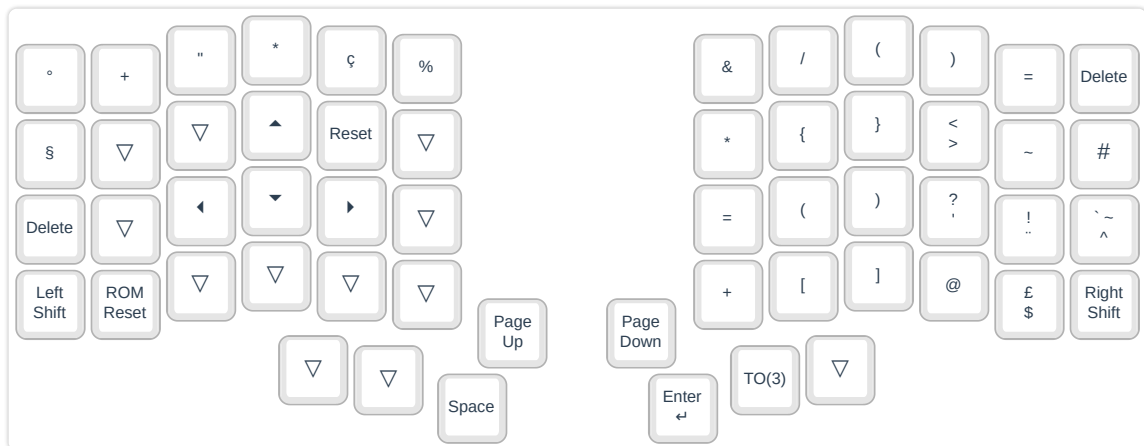 ° + " * ç % & / ( ) = Delete
§ ▽ ▽ ▲ Reset ▽ * { } < > ~ #
Delete ▽ ◀ ▼ ▶ ▽ = ( ) ? ' ! ¨ ` ~ ^
Left Shift ROM Reset ▽ ▽ ▽ ▽ + [ ] @ £ $ Right Shift
Page Up Page Down
▽ ▽ Space Enter ↵ TO(3) ▽